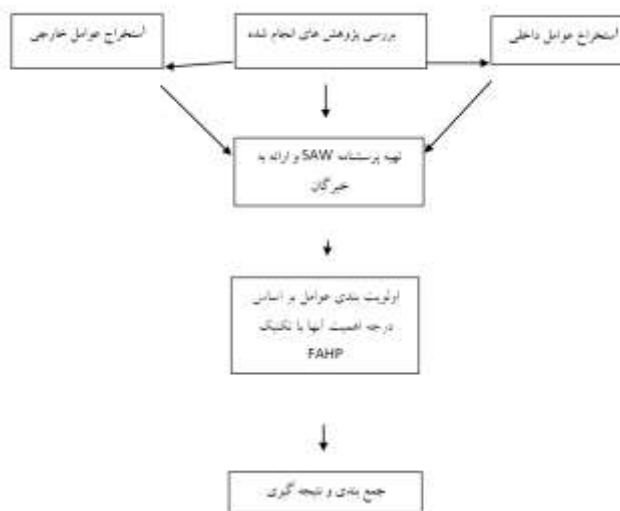 بررسی پژوهش های انجام شده
استخراج عوامل داخلی
استخراج عوامل خارجی
تهیه پرسشنامه SAW و ارائه به
خبرگان
اولویت بندی عوامل بر اساس
درجه اهمیت آنها با تکنیک
FAHP
جمع بندی و نتیجه گیری